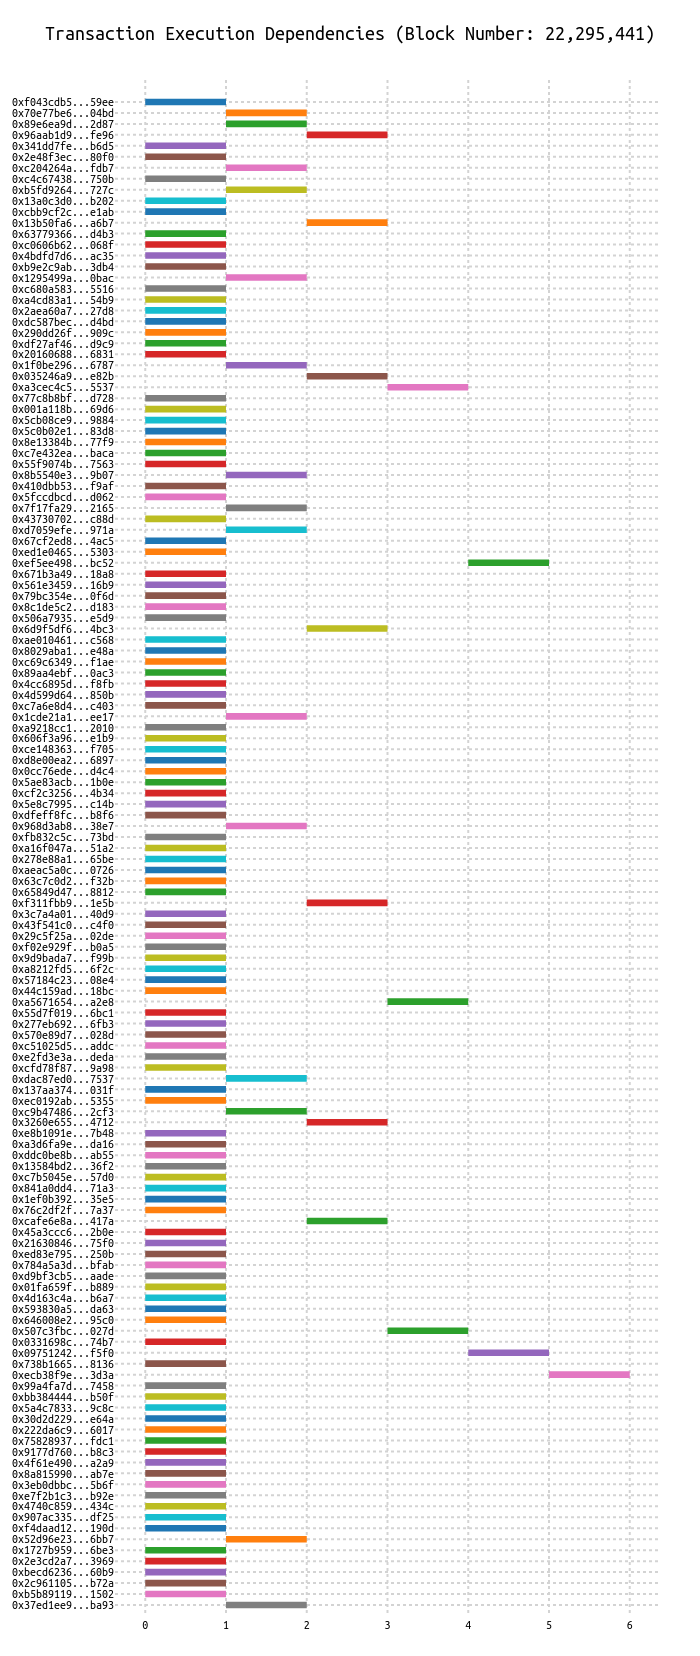 Transaction Execution Dependencies (Block Number: 22,295,441)
0xf043cdb5...59ee
0x70e77be6...04bd
0x89e6ea9d...2d87
0x96aab1d9...fe96
0x341dd7fe...b6d5
0x2e48f3ec...80f0
0xc204264a...fdb7
0xc4c67438...750b
0xb5fd9264...727c
0x13a0c3d0...b202
0xcbb9cf2c...e1ab
0x13b50fa6...a6b7
0x63779366...d4b3
0xc0606b62...068f
0x4bdfd7d6...ac35
0xb9e2c9ab...3db4
0x1295499a...0bac
0xc680a583...5516
0xa4cd83a1...54b9
0x2aea60a7...27d8
0xdc587bec...d4bd
0x290dd26f...909c
0xdf27af46...d9c9
0x20160688...6831
0x1f0be296...6787
0x035246a9...e82b
0xa3cec4c5...5537
0x77c8b8bf...d728
0x001a118b...69d6
0x5cb08ce9...9884
0x5c0b02e1...83d8
0x8e13384b...77f9
0xc7e432ea...baca
0x55f9074b...7563
0x8b5540e3...9b07
0x410dbb53...f9af
0x5fccdbcd...d062
0x7f17fa29...2165
0x43730702...c88d
0xd7059efe...971a
0x67cf2ed8...4ac5
0xed1e0465...5303
0xef5ee498...bc52
0x671b3a49...18a8
0x561e3459...16b9
0x79bc354e...0f6d
0x8c1de5c2...d183
0x506a7935...e5d9
0x6d9f5df6...4bc3
0xae010461...c568
0x8029aba1...e48a
0xc69c6349...f1ae
0x89aa4ebf...0ac3
0x4cc6895d...f8fb
0x4d599d64...850b
0xc7a6e8d4...c403
0x1cde21a1...ee17
0xa9218cc1...2010
0x606f3a96...e1b9
0xce148363...f705
0xd8e00ea2...6897
0x0cc76ede...d4c4
0x5ae83acb...1b0e
0xcf2c3256...4b34
0x5e8c7995...c14b
0xdfeff8fc...b8f6
0x968d3ab8...38e7
0xfb832c5c...73bd
0xa16f047a...51a2
0x278e88a1...65be
0xaeac5a0c...0726
0x63c7c0d2...f32b
0x65849d47...8812
0xf311fbb9...1e5b
0x3c7a4a01...40d9
0x43f541c0...c4f0
0x29c5f25a...02de
0xf02e929f...b0a5
0x9d9bada7...f99b
0xa8212fd5...6f2c
0x57184c23...08e4
0x44c159ad...18bc
0xa5671654...a2e8
0x55d7f019...6bc1
0x277eb692...6fb3
0x570e89d7...028d
0xc51025d5...addc
0xe2fd3e3a...deda
0xcfd78f87...9a98
0xdac87ed0...7537
0x137aa374...031f
0xec0192ab...5355
0xc9b47486...2cf3
0x3260e655...4712
0xe8b1091e...7b48
0xa3d6fa9e...da16
0xddc0be8b...ab55
0x13584bd2...36f2
0xc7b5045e...57d0
0x841a0dd4...71a3
0x1ef0b392...35e5
0x76c2df2f...7a37
0xcafe6e8a...417a
0x45a3ccc6...2b0e
0x21630846...75f0
0xed83e795...250b
0x784a5a3d...bfab
0xd9bf3cb5...aade
0x01fa659f...b889
0x4d163c4a...b6a7
0x593830a5...da63
0x646008e2...95c0
0x507c3fbc...027d
0x0331698c...74b7
0x09751242...f5f0
0x738b1665...8136
0xecb38f9e...3d3a
0x99a4fa7d...7458
0xbb384444...b50f
0x5a4c7833...9c8c
0x30d2d229...e64a
0x222da6c9...6017
0x75828937...fdc1
0x9177d760...b8c3
0x4f61e490...a2a9
0x8a815990...ab7e
0x3eb0dbbc...5b6f
0xe7f2b1c3...b92e
0x4740c859...434c
0x907ac335...df25
0xf4daad12...190d
0x52d96e23...6bb7
0x1727b959...6be3
0x2e3cd2a7...3969
0xbecd6236...60b9
0x2c961105...b72a
0xb5b89119...1502
0x37ed1ee9...ba93
0 1 2 3 4 5 6